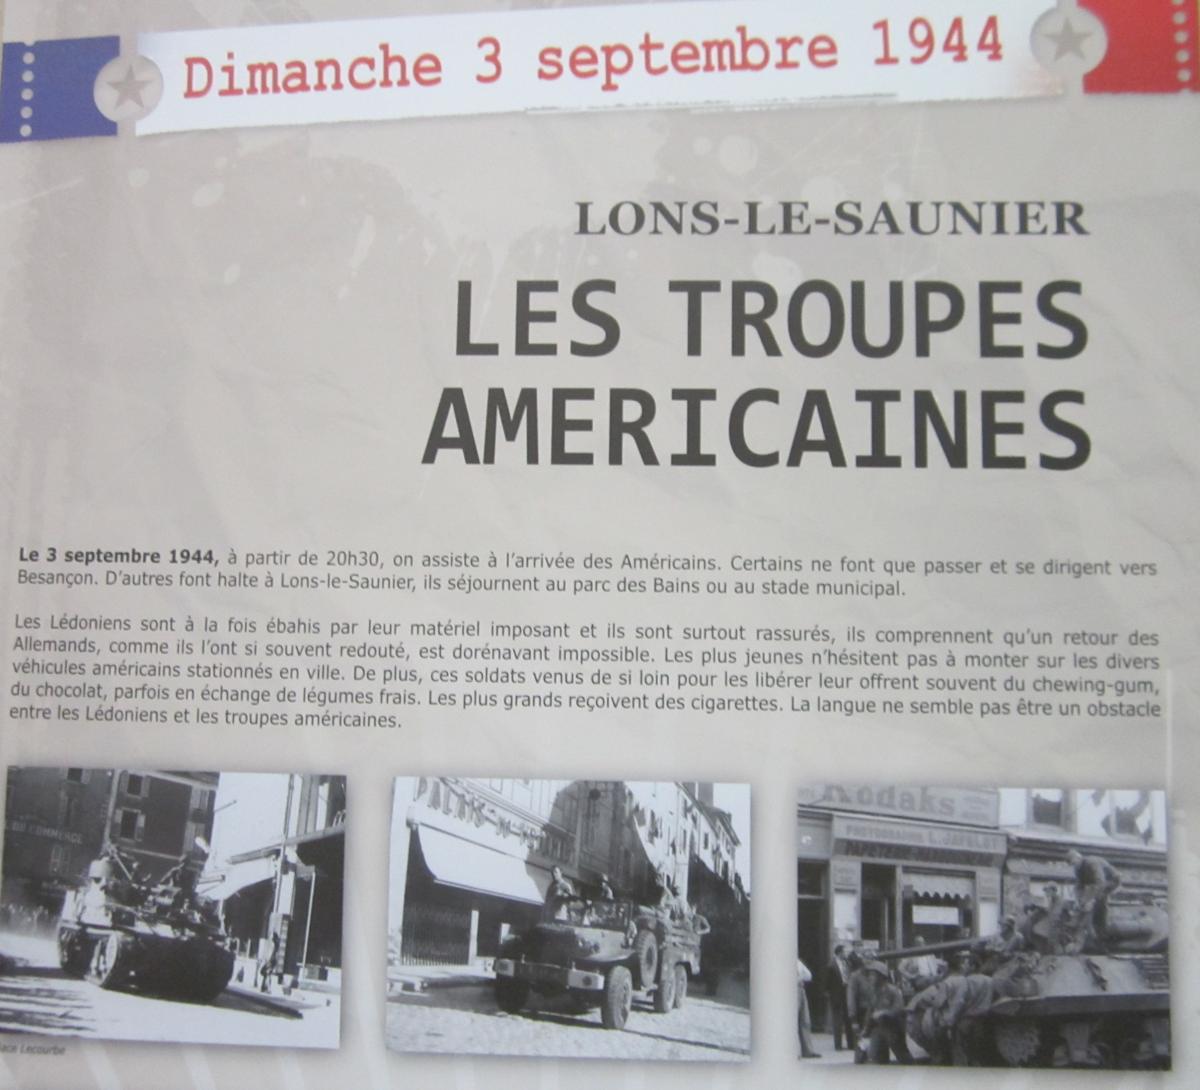 Dimanche 3 septembre 1944
LONS-LE-SAUNIER
LES TROUPES
AMERICAINES
Le 3 septembre 1944, à partir de 20h30, on assiste à l'arrivée des Américains. Certains ne font que passer et se dirigent vers
Besançon. D'autres font halte à Lons-le-Saunier, ils séjournent au parc des Bains ou au stade municipal.
Les Lédoniens sont à la fois ébahis par leur matériel imposant et ils sont surtout rassurés, ils comprennent qu'un retour des
Allemands, comme ils l'ont si souvent redouté, est dorénavant impossible. Les plus jeunes n'hésitent pas à monter sur les divers
véhicules américains stationnés en ville. De plus, ces soldats venus de si loin pour les libérer leur offrent souvent du chewing-gum,
du chocolat, parfois en échange de légumes frais. Les plus grands reçoivent des cigarettes. La langue ne semble pas être un obstacle
entre les Lédoniens et les troupes américaines.
DU COMMERCE
PALAIS
Kodaks
PHOTOGRAPHIE L.
PAPETERIE
Lecourbe